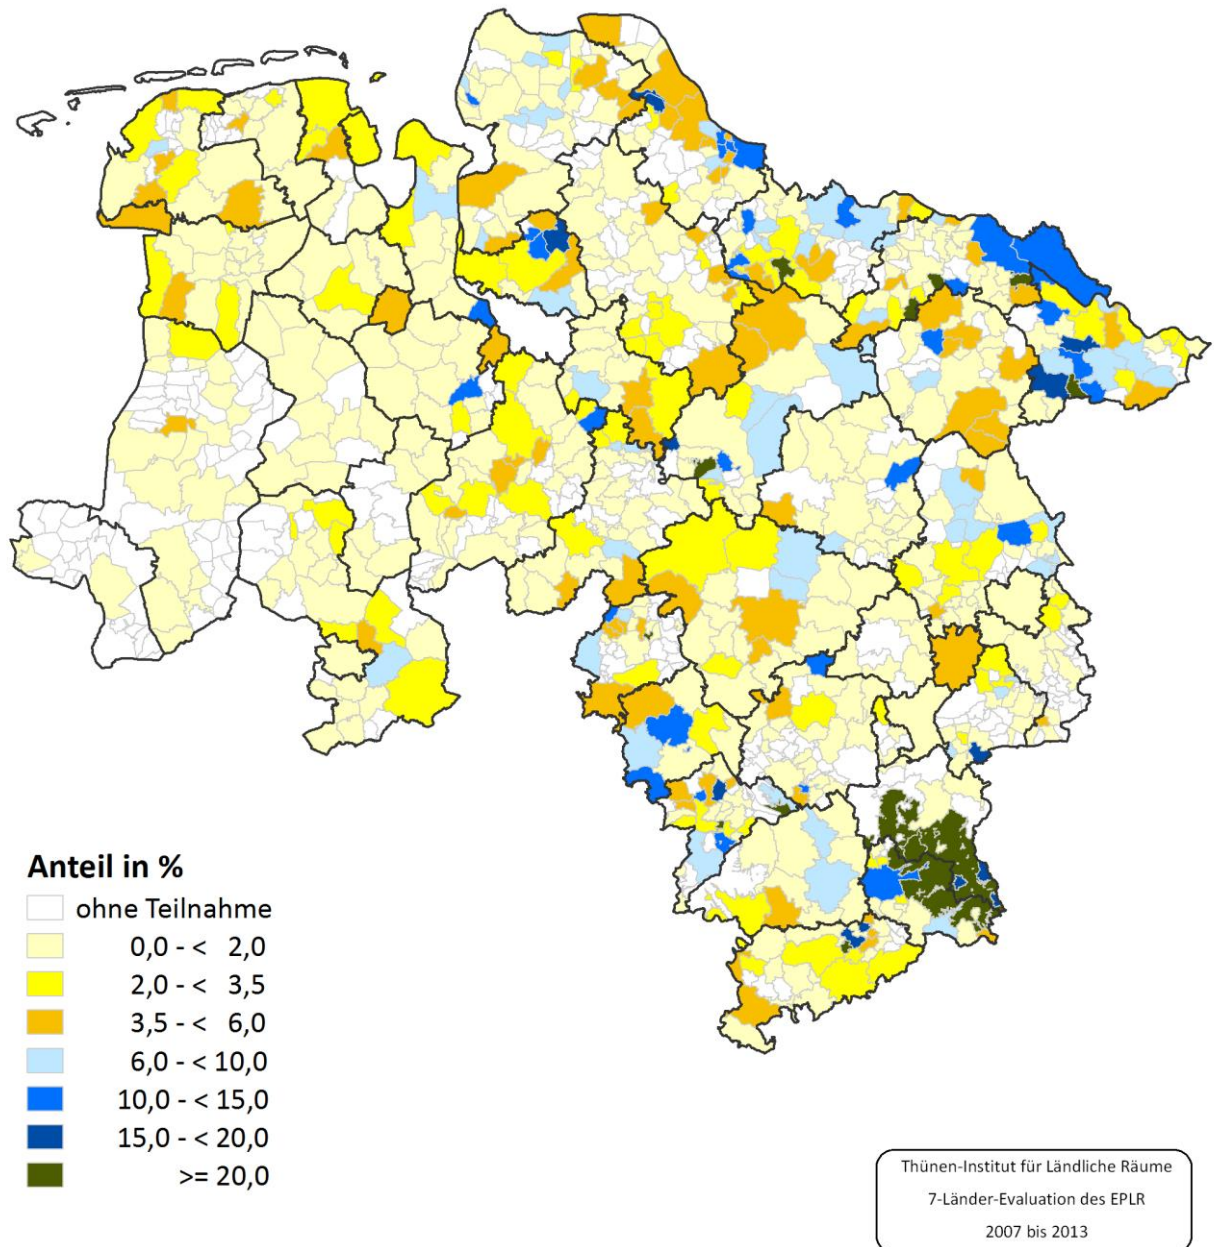 Anteil in %
ohne Teilnahme
0,0 - < 2,0
2,0 - < 3,5
3,5 - < 6,0
6,0 - < 10,0
10,0 - < 15,0
15,0 - < 20,0
>= 20,0
Thünen-Institut für Ländliche Räume
7-Länder-Evaluation des EPLR
2007 bis 2013